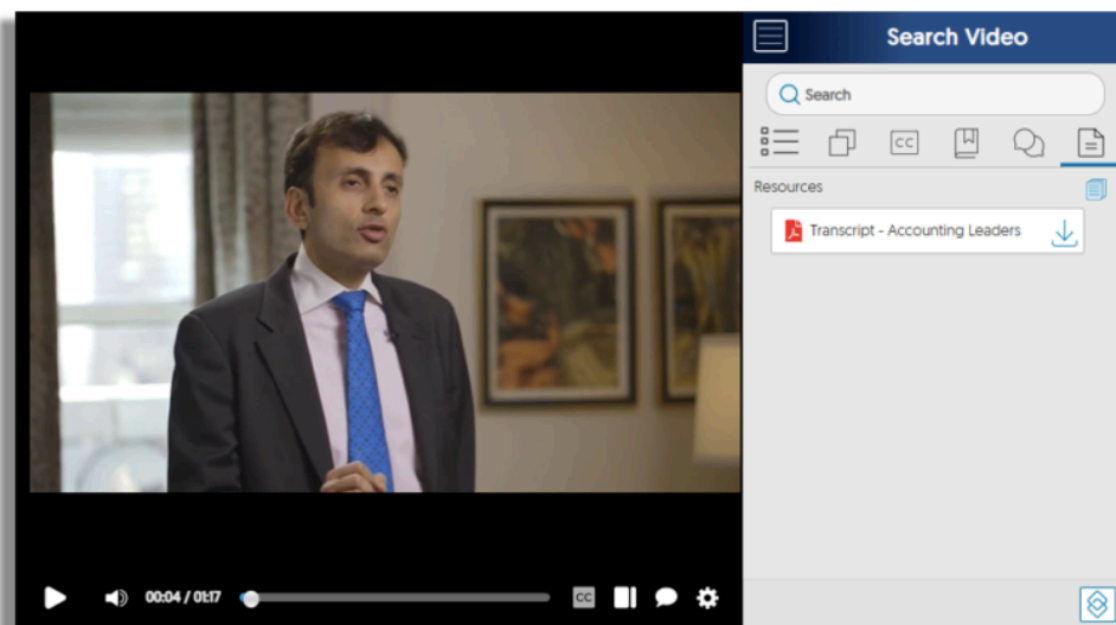 Search Video
Search
CC
Resources
Transcript - Accounting Leaders
00:04 / 01:17
CC